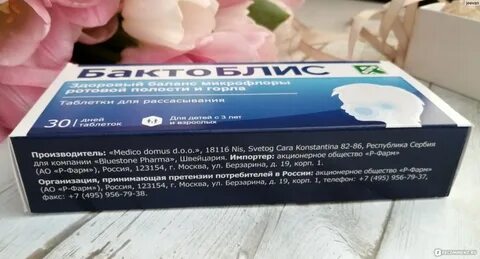 jeevan
БактоБЛИС
Здоровый баланс микрофлоры
ротовой полости и горла
Таблетки для рассасывания
30 дней
таблеток
Для детей с 3 лет
и взрослых
Производитель: «Medico domus d.o.o.», 18116 Nis, Svetog Cara Konstantina 82-86, Республика Сербия
для компании «Bluestone Pharma», Швейцария. Импортер: акционерное общество «Р-Фарм»
(АО «Р-Фарм»), Россия, 123154, г. Москва, ул. Берзарина, д. 19, корп. 1.
Организация, принимающая претензии потребителей в России: акционерное общество «Р-Фарм»
(АО «Р-Фарм»), Россия, 123154, г. Москва, ул. Берзарина, д. 19, корп. 1, телефон: +7 (495) 956-79-37,
факс: +7 (495) 956-79-38.
IRECOMMEND.RU